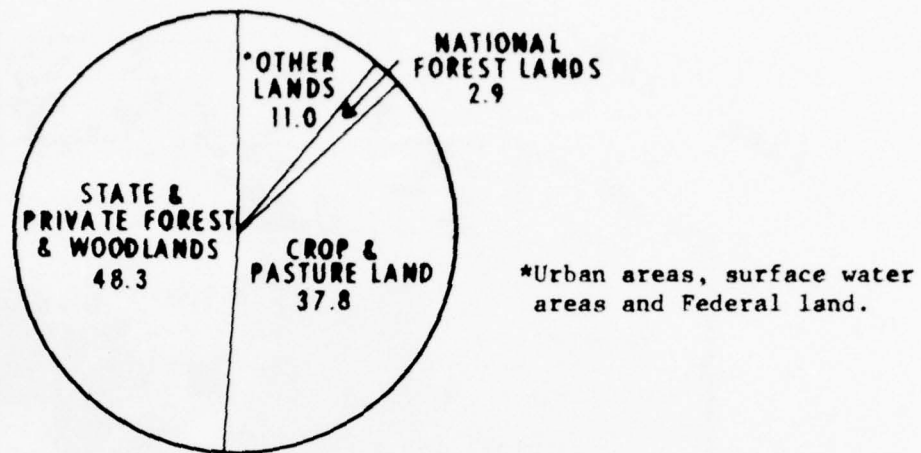 *OTHER
LANDS
11.0
NATIONAL
FOREST LANDS
2.9
STATE &
PRIVATE FOREST
& WOODLANDS
48.3
CROP &
PASTURE LAND
37.8
*Urban areas, surface water
areas and Federal land.